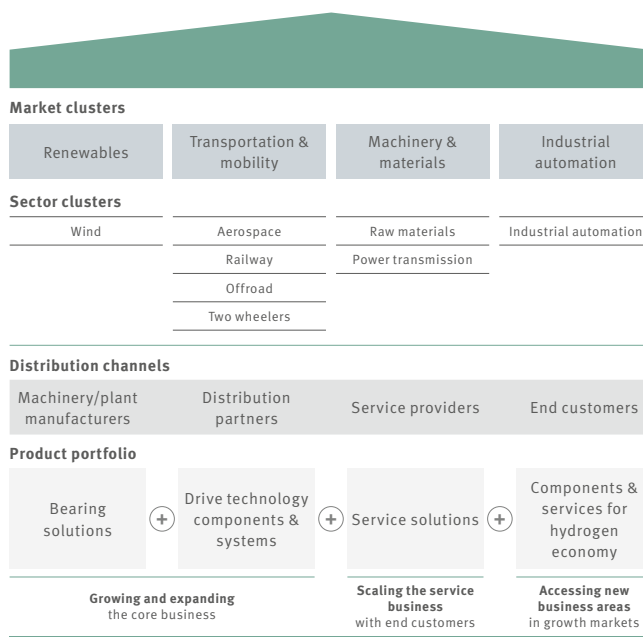 Market clusters
Renewables
Transportation &
mobility
Machinery &
materials
Industrial
automation
Sector clusters
Wind
Aerospace
Raw materials
Industrial automation
Railway
Power transmission
Offroad
Two wheelers
Distribution channels
Machinery/plant
manufacturers
Distribution
partners
Service providers
End customers
Product portfolio
Bearing
solutions
+
Drive technology
components &
systems
+
Service solutions
+
Components &
services for
hydrogen
economy
Growing and expanding
the core business
Scaling the service
business
with end customers
Accessing new
business areas
in growth markets